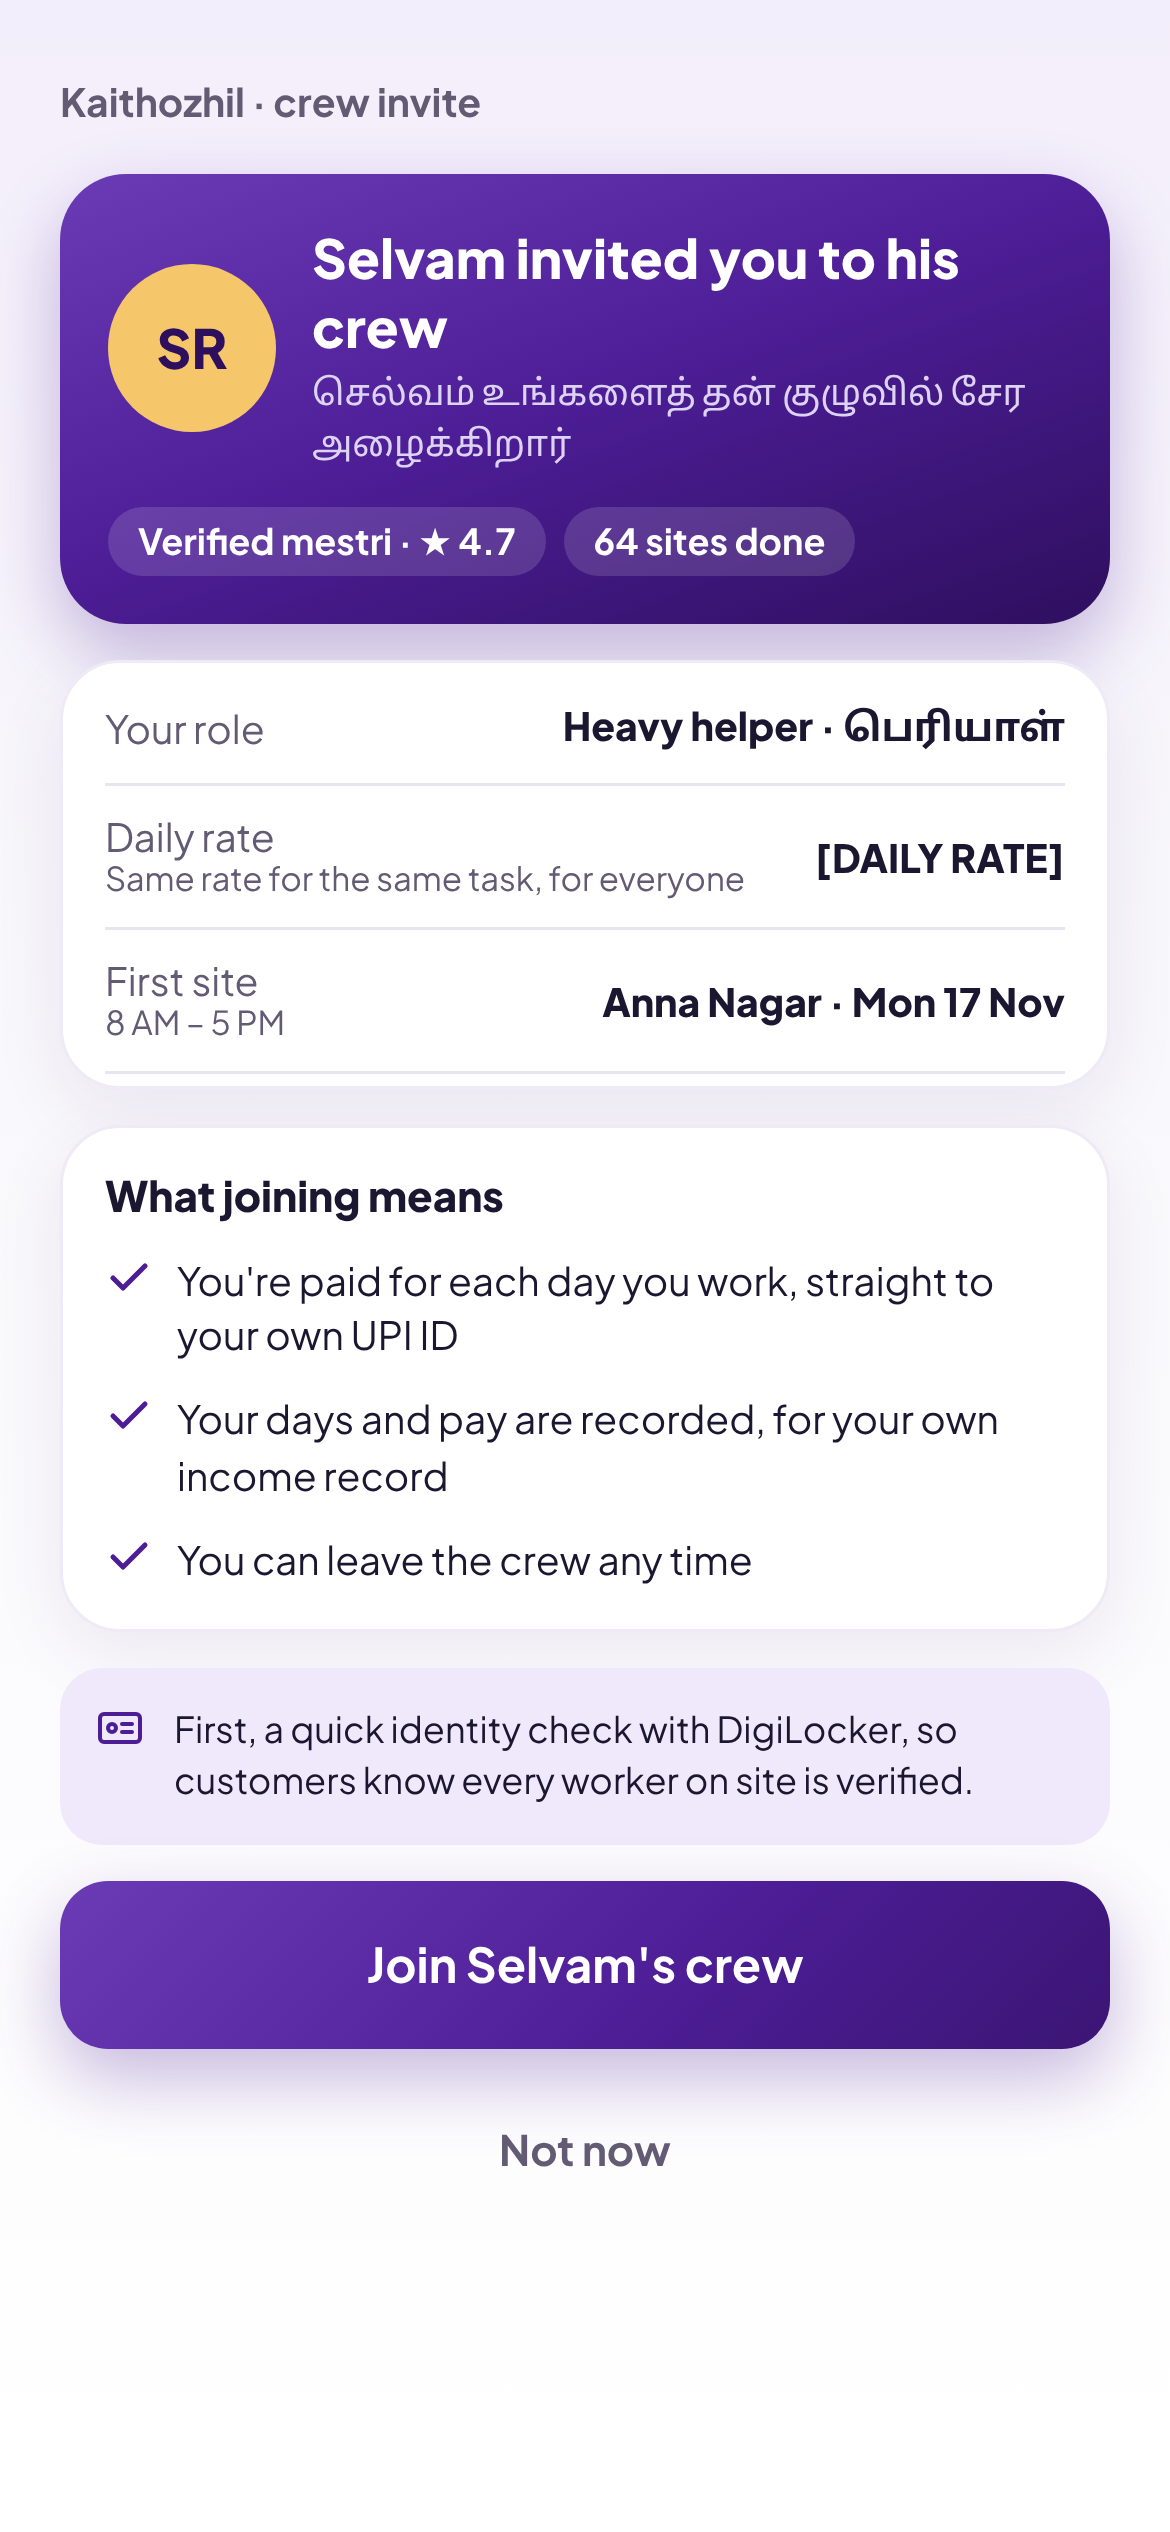 Kaithozhil · crew invite
SR
Selvam invited you to his
crew
செல்வம் உங்களைத் தன் குழுவில் சேர
அழைக்கிறார்
Verified mestri · ★ 4.7
64 sites done
Your role
Heavy helper · பெரியாள்
Daily rate
Same rate for the same task, for everyone
[DAILY RATE]
First site
8 AM – 5 PM
Anna Nagar · Mon 17 Nov
What joining means
You're paid for each day you work, straight to
your own UPI ID
Your days and pay are recorded, for your own
income record
You can leave the crew any time
First, a quick identity check with DigiLocker, so
customers know every worker on site is verified.
Join Selvam's crew
Not now